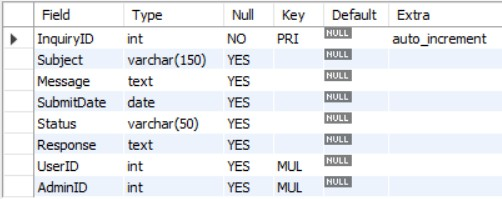 Field Type Null Key Default Extra
InquiryID int NO PRI NULL auto_increment
Subject varchar(150) YES NULL
Message text YES NULL
SubmitDate date YES NULL
Status varchar(50) YES NULL
Response text YES NULL
UserID int YES MUL NULL
AdminID int YES MUL NULL